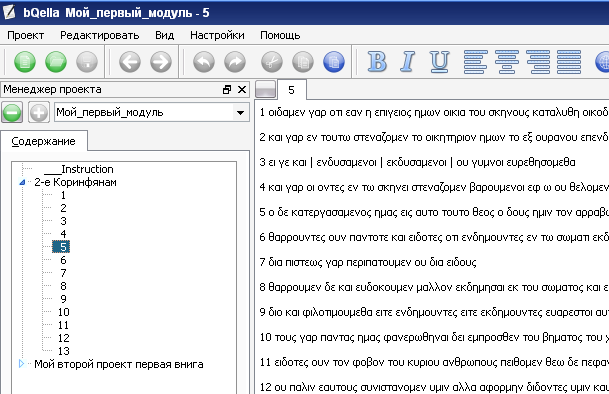 bQella Мой_первый_модуль - 5
Проект Редактировать Вид Настройки Помощь
B I U
Менеджер проекта
Мой_первый_модуль
Содержание
___Instruction
2-е Коринфянам
1
2
3
4
5
6
7
8
9
10
11
12
13
Мой второй проект первая внига
5
1 οιδαμεν γαρ οτι εαν η επιγειος ημων οικια του σκηνους καταλυθη οικοδ
2 και γαρ εν τουτω στεναζομεν το οικητηριον ημων το εξ ουρανου επενδ
3 ει γε και | ενδυσαμενοι | εκδυσαμενοι | ου γυμνοι ευρεθησομεθα
4 και γαρ οι οντες εν τω σκηνει στεναζομεν βαρουμενοι εφ ω ου θελομεν
5 ο δε κατεργασαμενος ημας εις αυτο τουτο θεος ο δους ημιν τον αρραβω
6 θαρρουντες ουν παντοτε και ειδοτες οτι ενδημουντες εν τω σωματι εκδ
7 δια πιστεως γαρ περιπατουμεν ου δια ειδους
8 θαρρουμεν δε και ευδοκουμεν μαλλον εκδημησαι εκ του σωματος και ε
9 διο και φιλοτιμουμεθα ειτε ενδημουντες ειτε εκδημουντες ευαρεστοι αυ
10 τους γαρ παντας ημας φανερωθηναι δει εμπροσθεν του βηματος του χ
11 ειδοτες ουν τον φοβον του κυριου ανθρωπους πειθομεν θεω δε πεφαν
12 ου παλιν εαυτους συνιστανομεν υμιν αλλα αφορμην διδοντες υμιν καυ